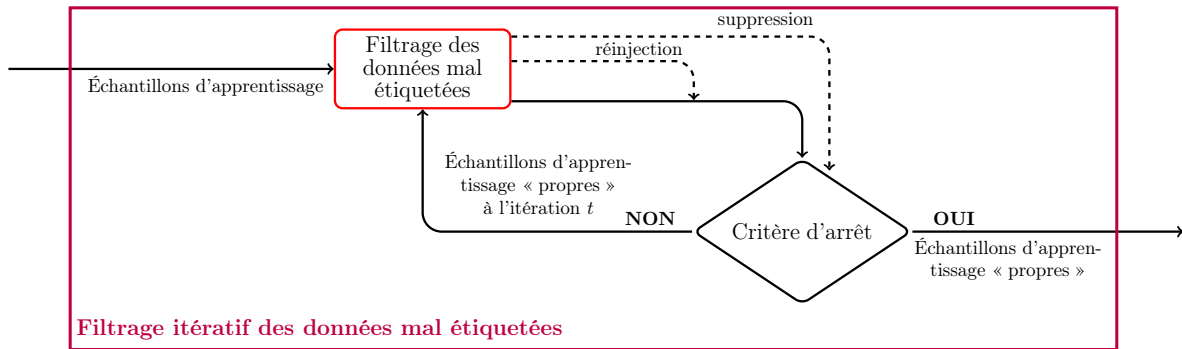 suppression
réinjection
Filtrage des
données mal
étiquetées
Échantillons d'apprentissage
Échantillons d'appren-
tissage « propres »
à l'itération t
NON
Critère d'arrêt
OUI
Échantillons d'appren-
tissage « propres »
Filtrage itératif des données mal étiquetées